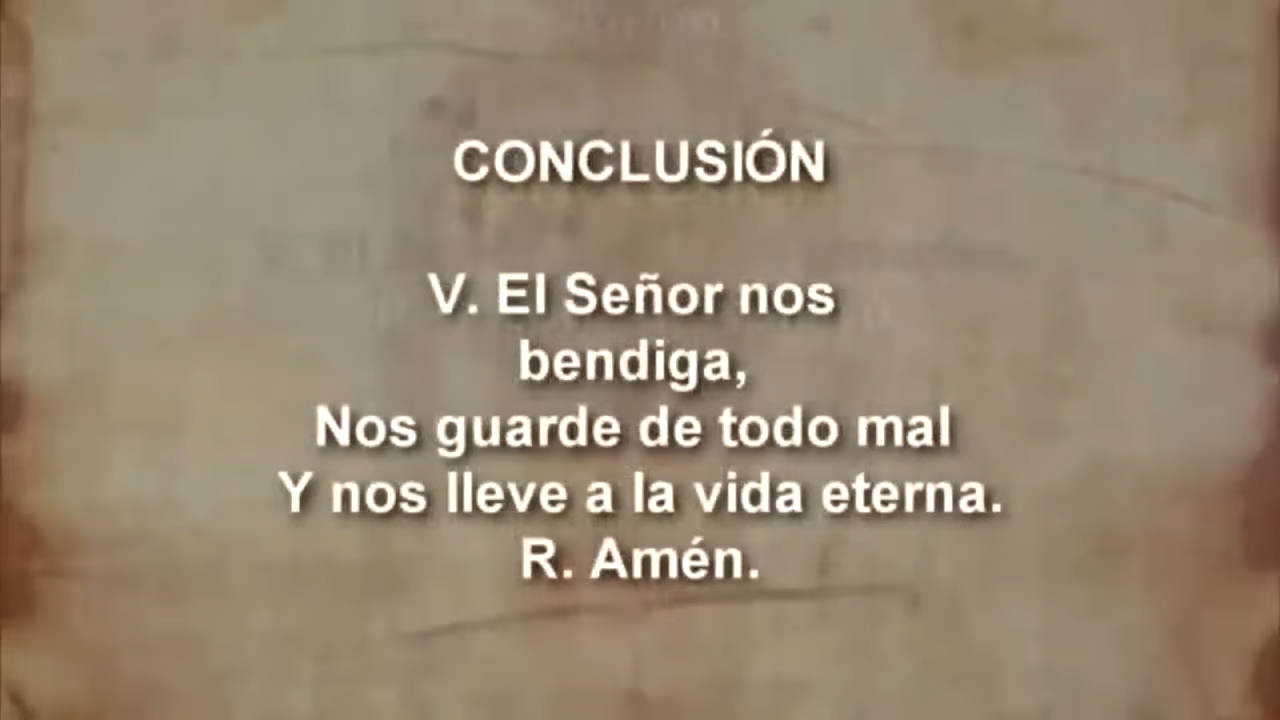 CONCLUSIÓN
V. El Señor nos
bendiga,
Nos guarde de todo mal
Y nos lleve a la vida eterna.
R. Amén.